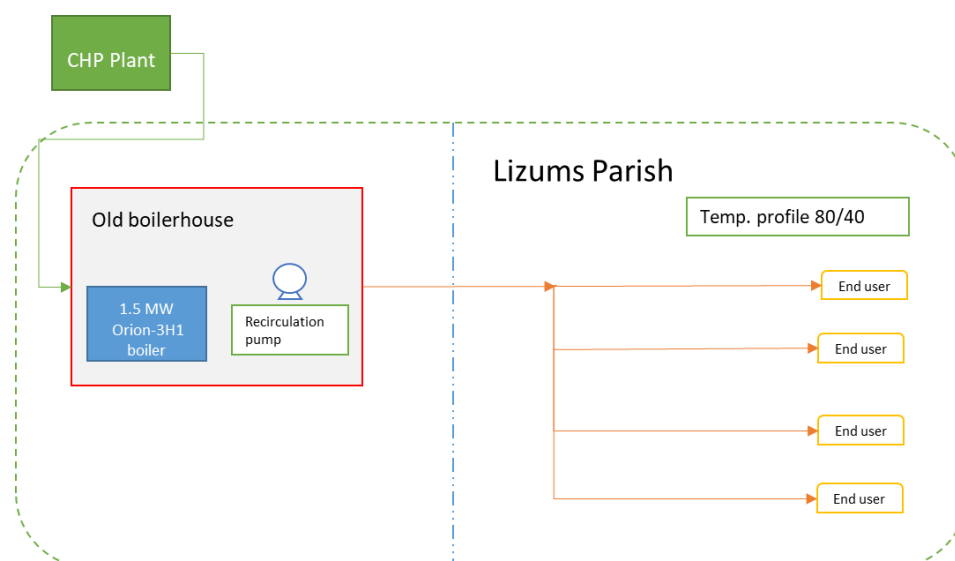 CHP Plant
Lizums Parish
Old boilerhouse
Temp. profile 80/40
1.5 MW
Orion-3H1
boiler
Recirculation
pump
End user
End user
End user
End user